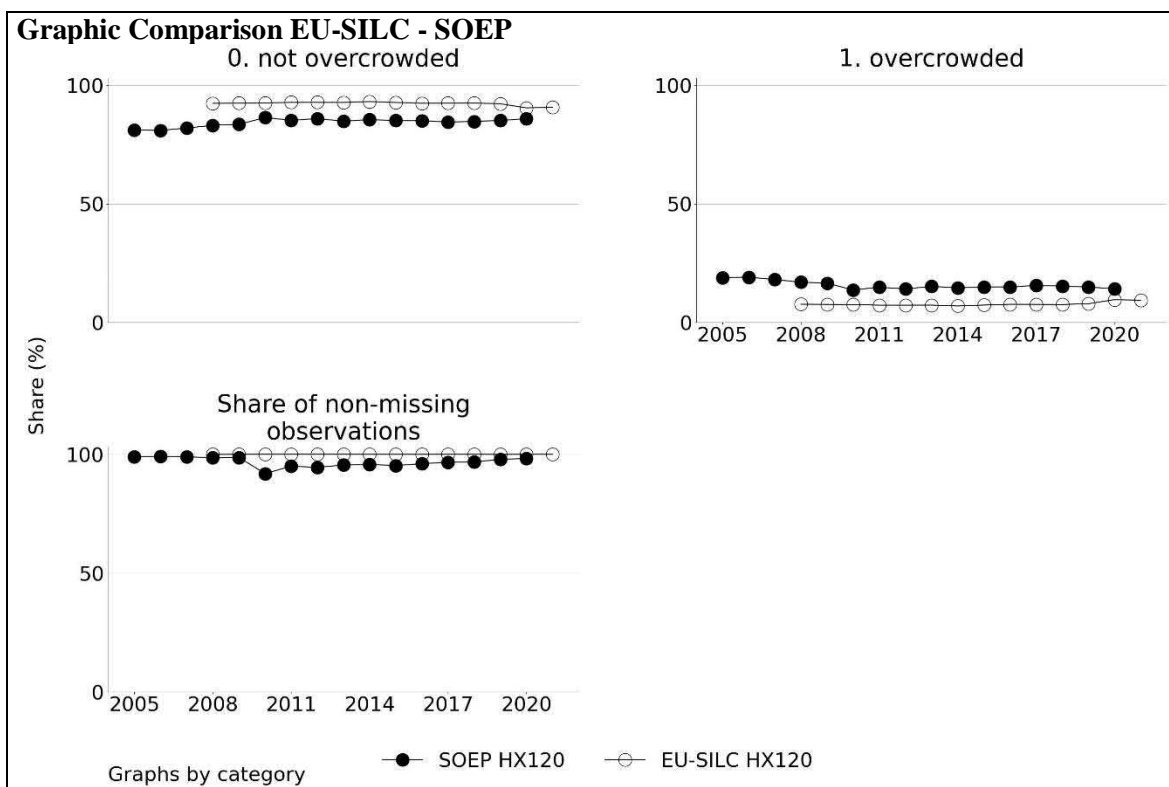 Graphic Comparison EU-SILC - SOEP
0. not overcrowded
1. overcrowded
100
50
0
100
50
0
2005 2008 2011 2014 2017 2020
Share (%)
Share of non-missing
observations
100
50
0
2005 2008 2011 2014 2017 2020
SOEP HX120 EU-SILC HX120
Graphs by category